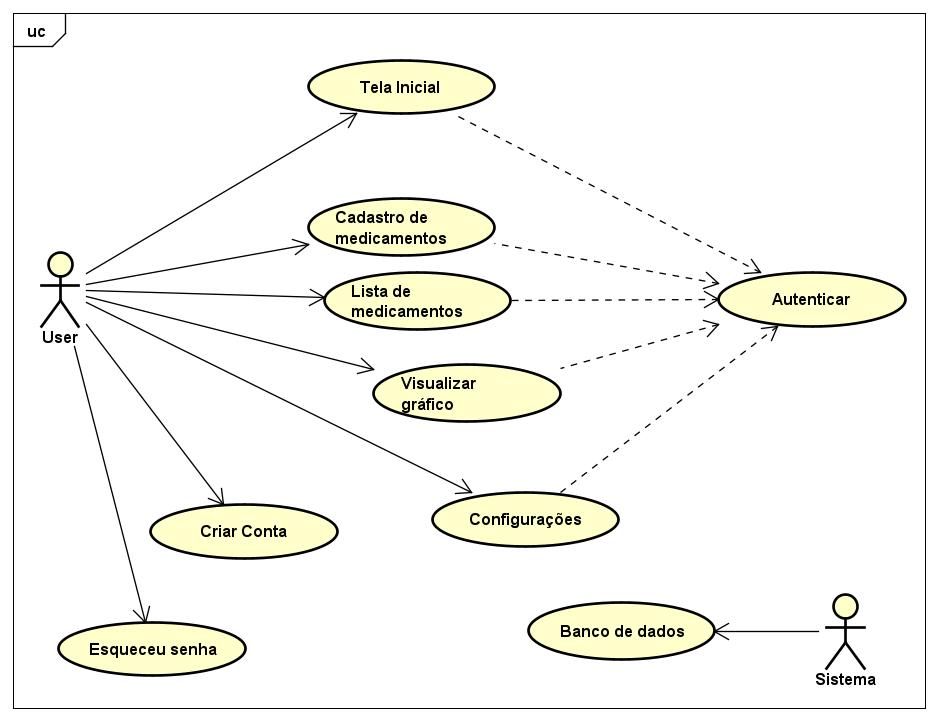 uc
Tela Inicial
Cadastro de
medicamentos
Lista de
medicamentos
Autenticar
User
Visualizar
gráfico
Configurações
Criar Conta
Banco de dados
Esqueceu senha
Sistema